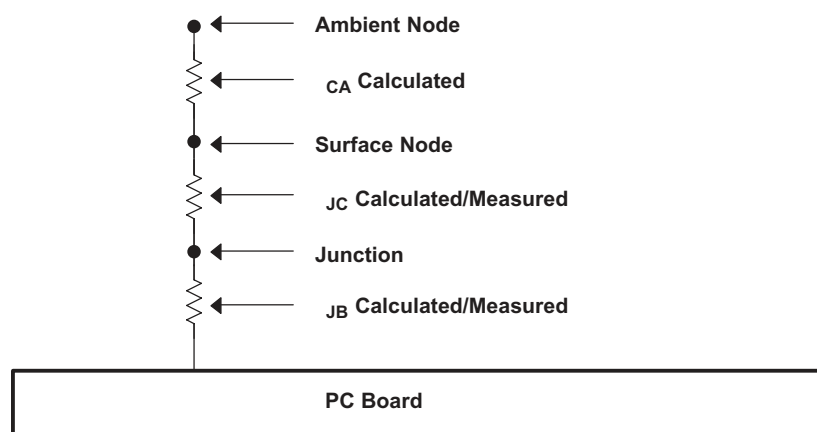 Ambient Node
CA Calculated
Surface Node
JC Calculated/Measured
Junction
JB Calculated/Measured
PC Board